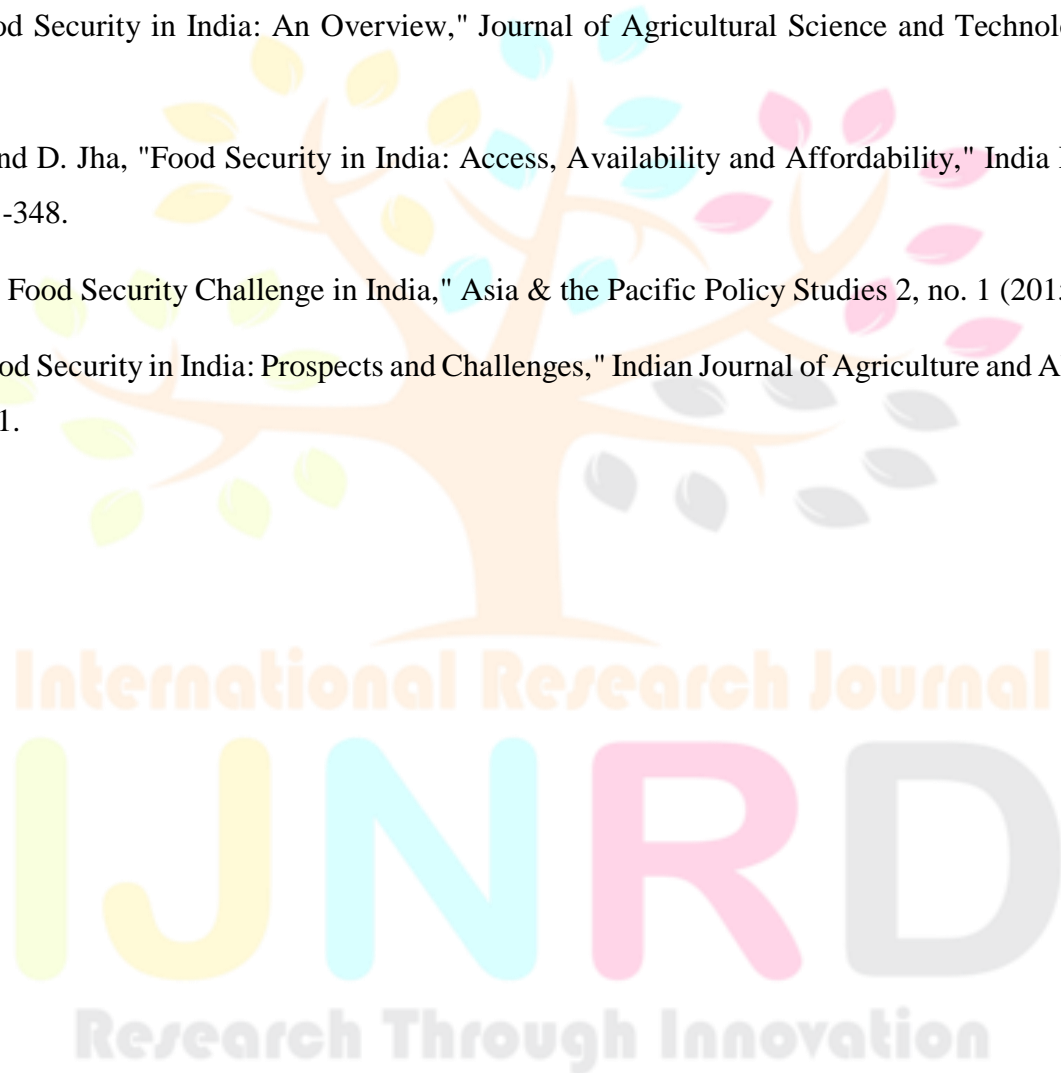 od Security in India: An Overview," Journal of Agricultural Science and Technol
nd D. Jha, "Food Security in India: Access, Availability and Affordability," India
-348.
Food Security Challenge in India," Asia & the Pacific Policy Studies 2, no. 1 (201
od Security in India: Prospects and Challenges," Indian Journal of Agriculture and A
1.
International Research Journal
IJNRD
Research Through Innovation